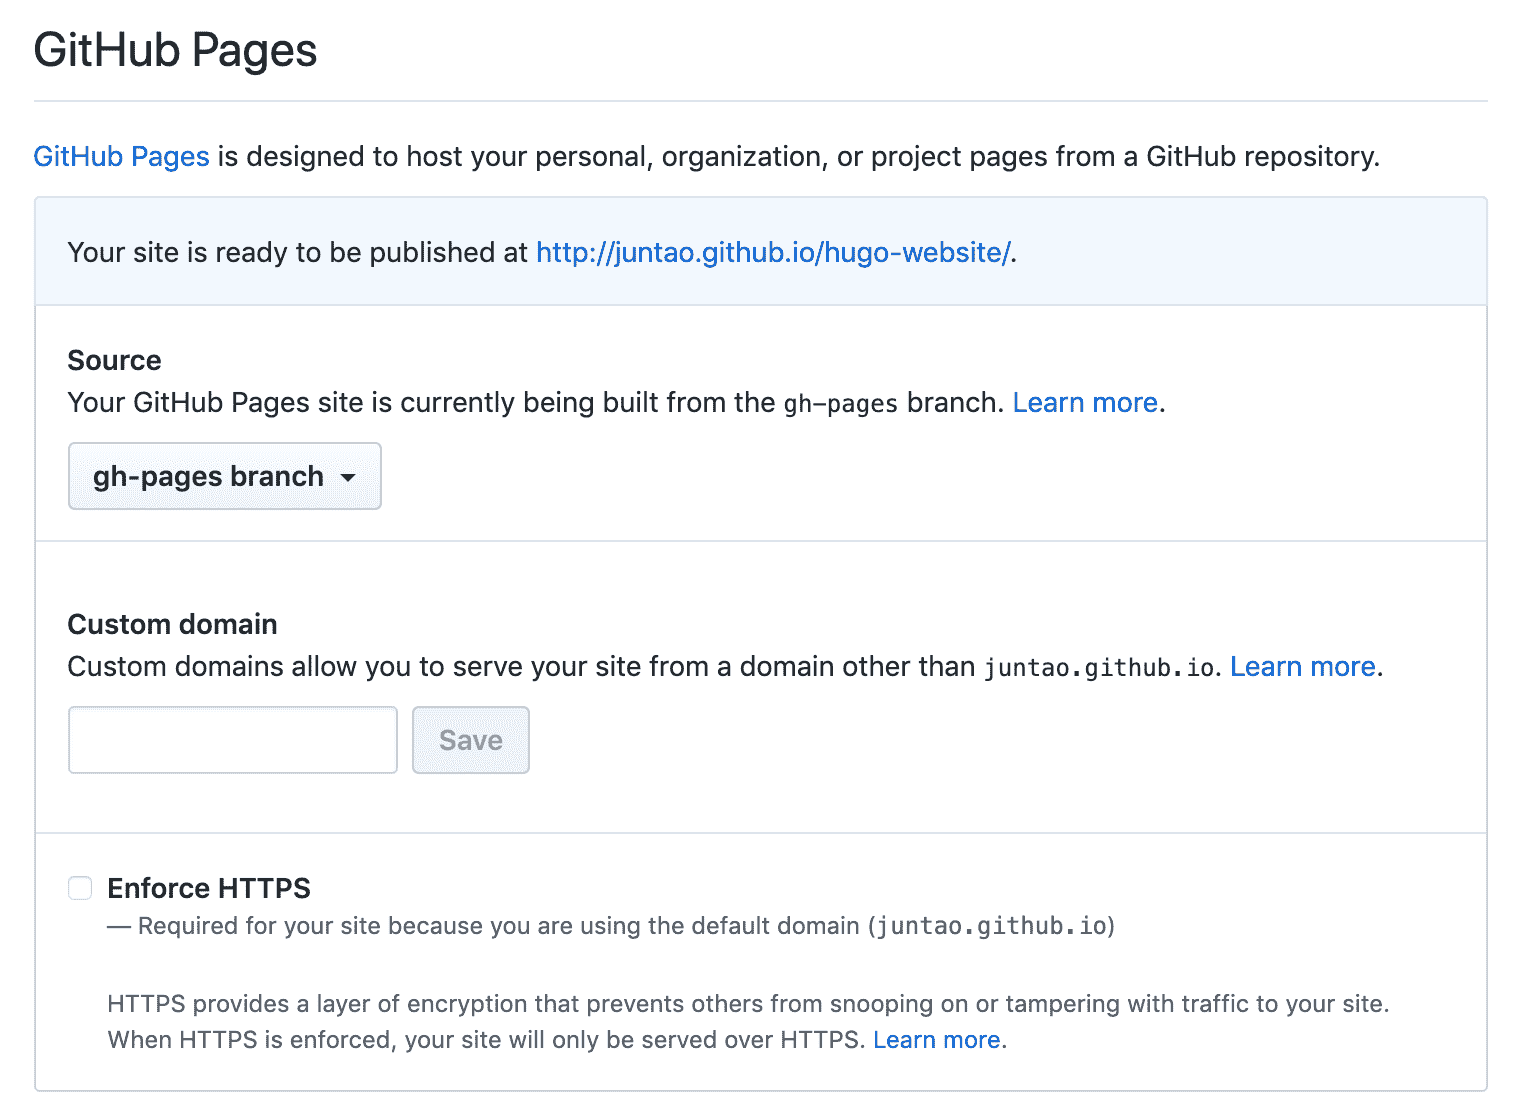 GitHub Pages
GitHub Pages is designed to host your personal, organization, or project pages from a GitHub repository.
Your site is ready to be published at http://juntao.github.io/hugo-website/.
Source
Your GitHub Pages site is currently being built from the gh-pages branch. Learn more.
gh-pages branch
Custom domain
Custom domains allow you to serve your site from a domain other than juntao.github.io. Learn more.
Save
Enforce HTTPS
— Required for your site because you are using the default domain (juntao.github.io)
HTTPS provides a layer of encryption that prevents others from snooping on or tampering with traffic to your site.
When HTTPS is enforced, your site will only be served over HTTPS. Learn more.